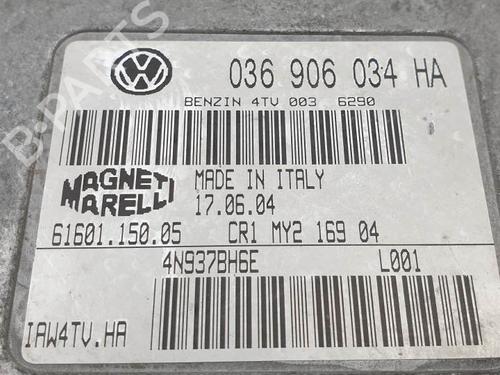 036 906 034 HA
BENZIN 4TV 003 6290
MAGNETI MARELLI
MADE IN ITALY
17.06.04
61601.150.05 CR1 MY2 169 04
4N937BH6E L001
IAW4TV.HA
B-PARTS